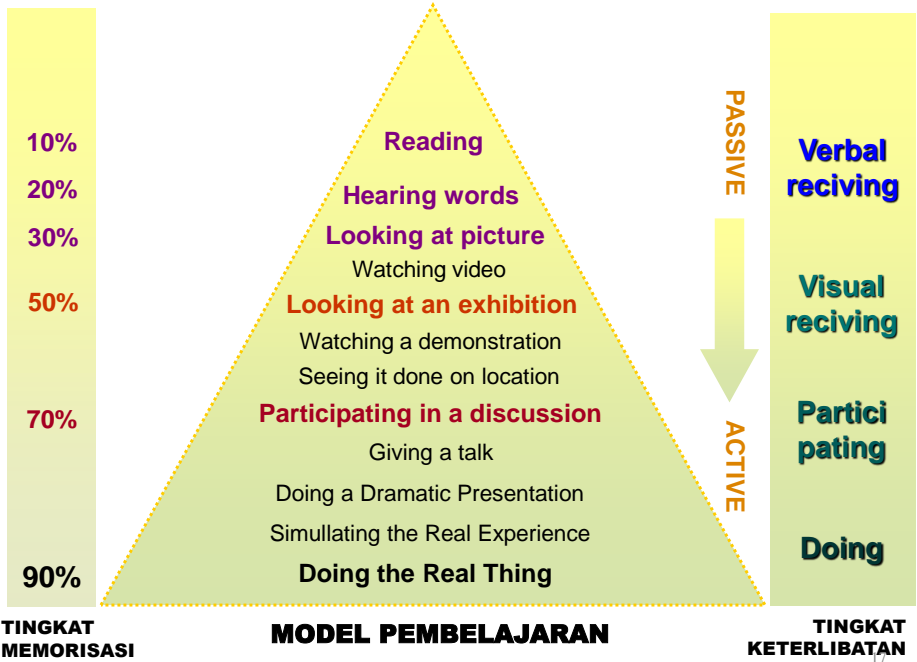 10%
20%
30%
50%
70%
90%
TINGKAT
MEMORISASI
Reading
Hearing words
Looking at picture
Watching video
Looking at an exhibition
Watching a demonstration
Seeing it done on location
Participating in a discussion
Giving a talk
Doing a Dramatic Presentation
Simullating the Real Experience
Doing the Real Thing
MODEL PEMBELAJARAN
PASSIVE
ACTIVE
Verbal
reciving
Visual
reciving
Partici
pating
Doing
TINGKAT
KETERLIBATAN
17